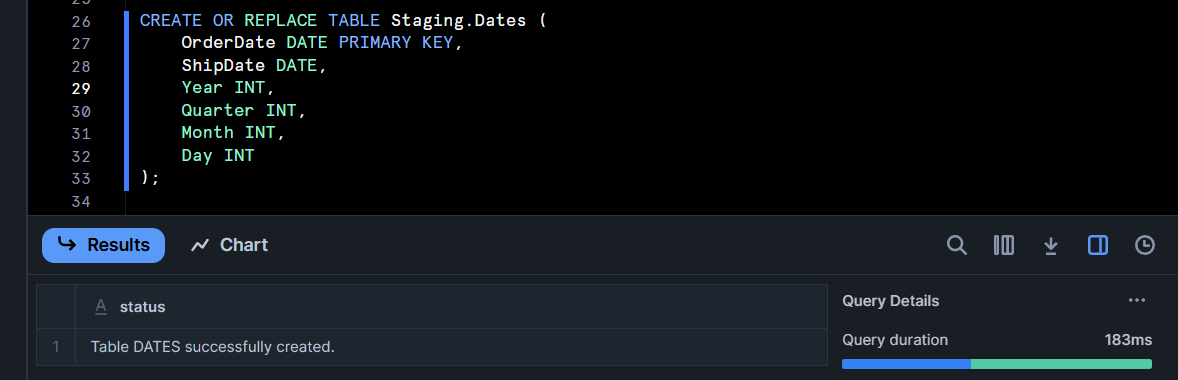 25
26 CREATE OR REPLACE TABLE Staging.Dates (
27 OrderDate DATE PRIMARY KEY,
28 ShipDate DATE,
29 Year INT,
30 Quarter INT,
31 Month INT,
32 Day INT
33 );
34
Results Chart
A status
Query Details ...
1 Table DATES successfully created.
Query duration 183ms